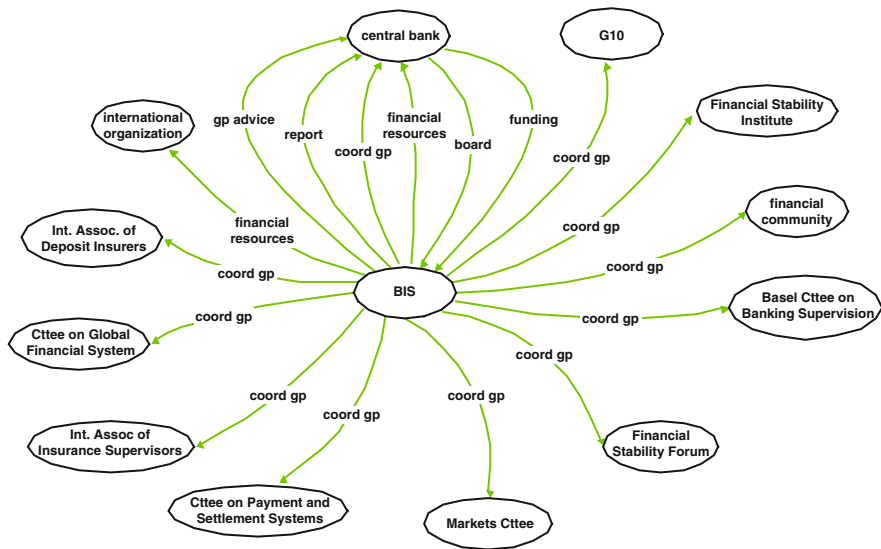 central bank
G10
Financial Stability
Institute
international
organization
gp advice
report
coord gp
financial
resources
board
funding
coord gp
financial
community
Int. Assoc. of
Deposit Insurers
financial
resources
coord gp
coord gp
coord gp
BIS
Basel Cttee on
Banking Supervision
coord gp
coord gp
Cttee on Global
Financial System
coord gp
coord gp
coord gp
coord gp
coord gp
Int. Assoc of
Insurance Supervisors
Financial
Stability Forum
Cttee on Payment and
Settlement Systems
Markets Cttee